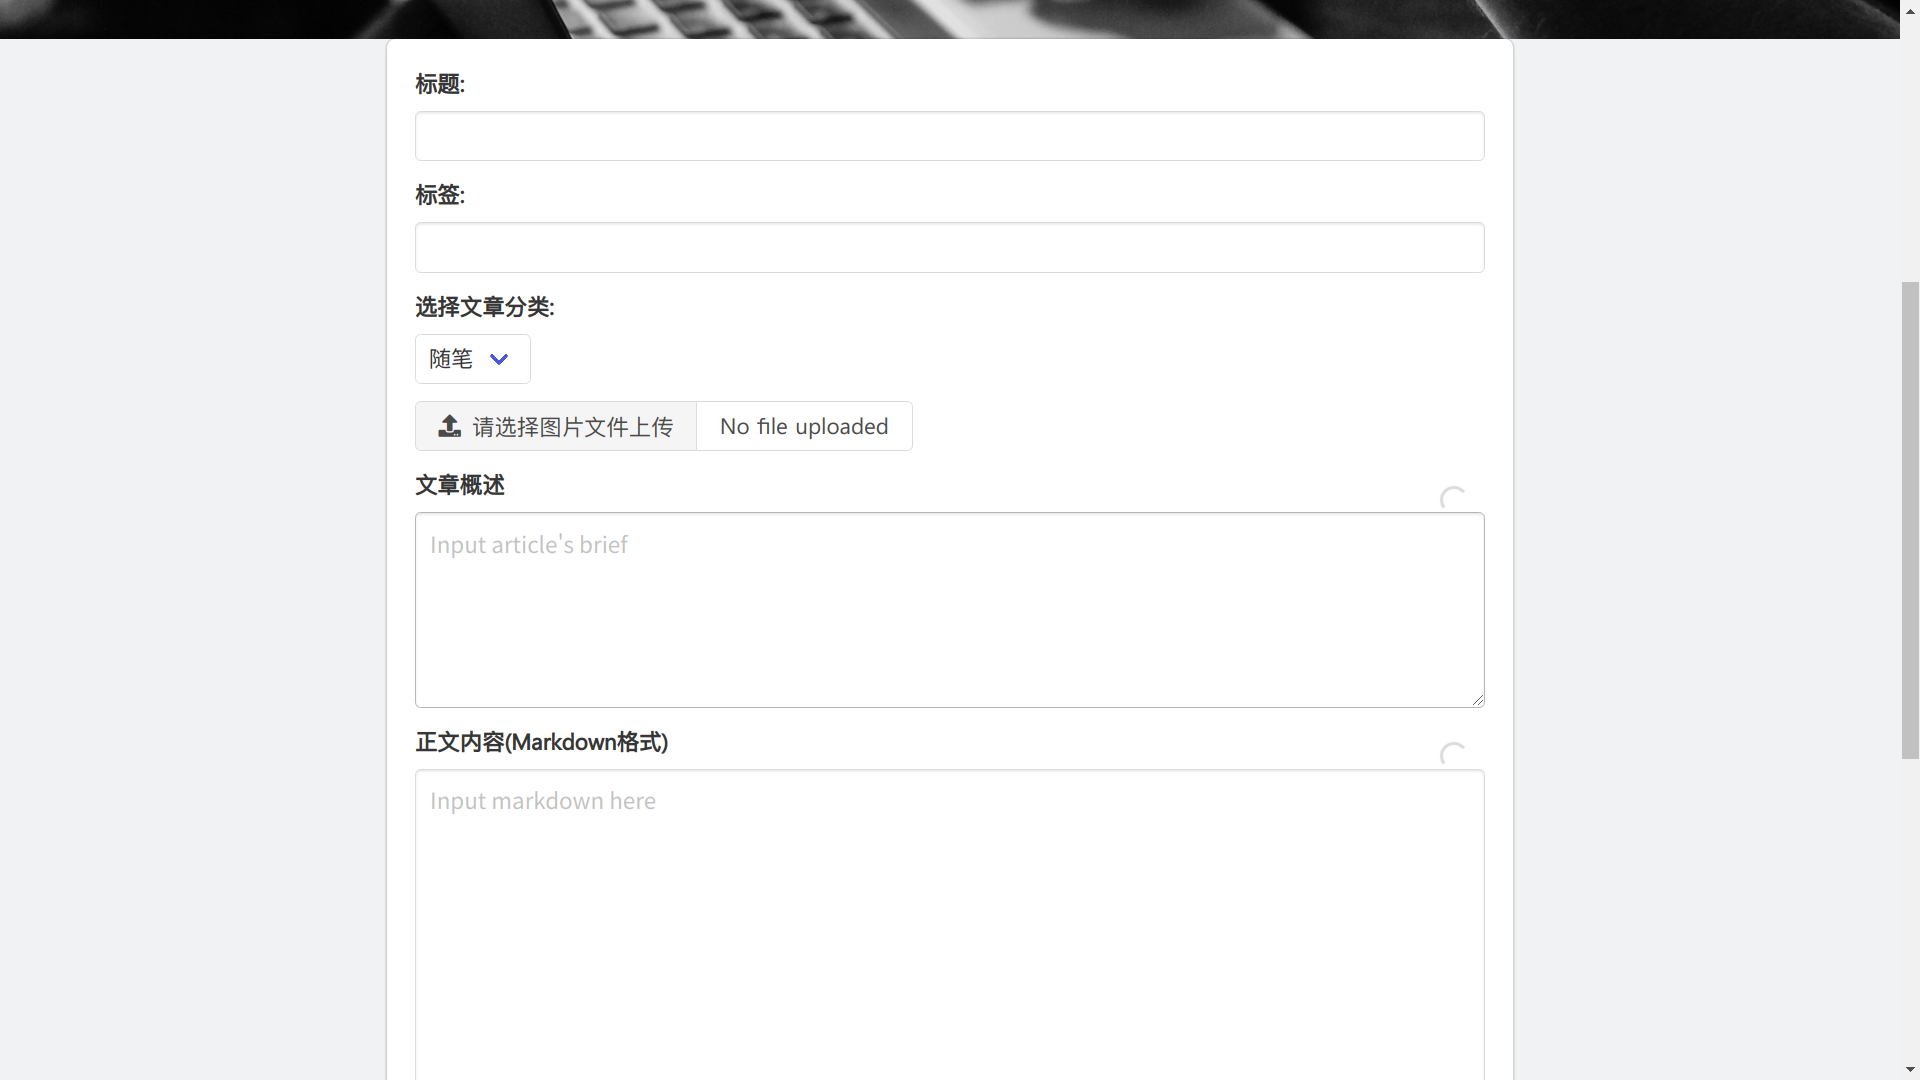 标题:
标签:
选择文章分类:
随笔
请选择图片文件上传 No file uploaded
文章概述
Input article's brief
正文内容(Markdown格式)
Input markdown here